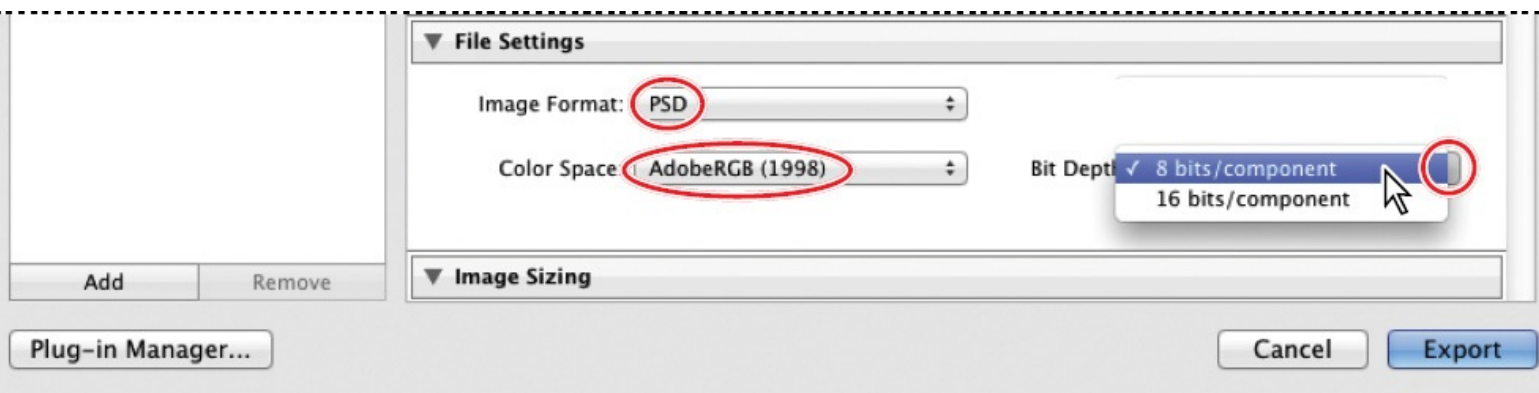 ▼ File Settings
Image Format: PSD
Color Space: AdobeRGB (1998)
Bit Depth ✓ 8 bits/component
16 bits/component
Add Remove
▼ Image Sizing
Plug-in Manager... Cancel Export